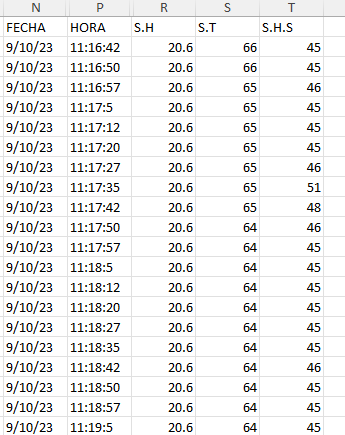 N P R S T
FECHA HORA S.H S.T S.H.S
9/10/23 11:16:42 20.6 66 45
9/10/23 11:16:50 20.6 66 45
9/10/23 11:16:57 20.6 65 46
9/10/23 11:17:5 20.6 65 45
9/10/23 11:17:12 20.6 65 45
9/10/23 11:17:20 20.6 65 45
9/10/23 11:17:27 20.6 65 46
9/10/23 11:17:35 20.6 65 51
9/10/23 11:17:42 20.6 65 48
9/10/23 11:17:50 20.6 64 46
9/10/23 11:17:57 20.6 64 45
9/10/23 11:18:5 20.6 64 45
9/10/23 11:18:12 20.6 64 45
9/10/23 11:18:20 20.6 64 45
9/10/23 11:18:27 20.6 64 45
9/10/23 11:18:35 20.6 64 45
9/10/23 11:18:42 20.6 64 46
9/10/23 11:18:50 20.6 64 45
9/10/23 11:18:57 20.6 64 45
9/10/23 11:19:5 20.6 64 45